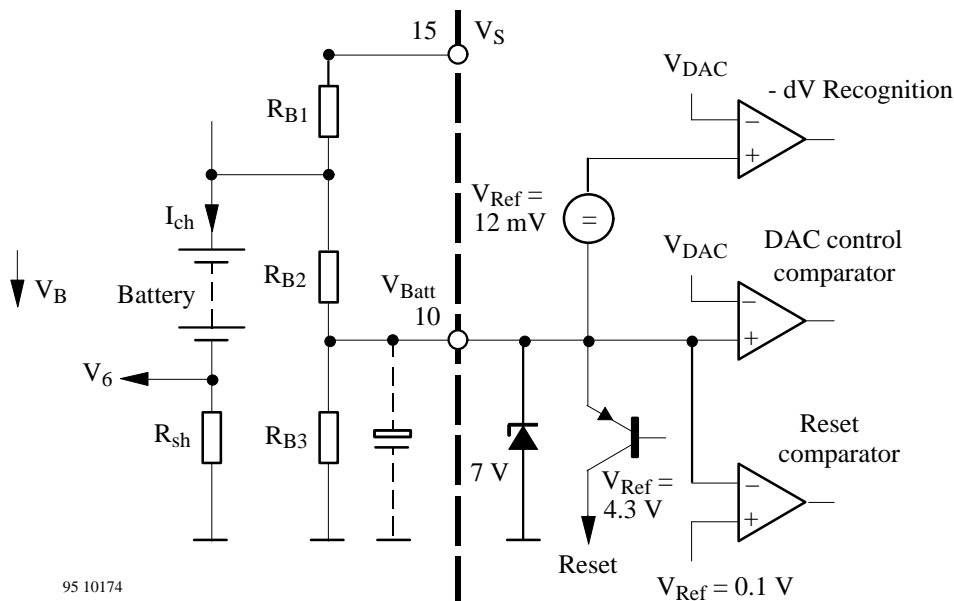 15 V_S
V_DAC
- dV Recognition
R_B1
−
+
V_Ref =
12 mV
=
I_ch
V_DAC
DAC control
comparator
V_B
Battery
R_B2
V_Batt
10
−
+
V_6
R_sh
R_B3
7 V
V_Ref =
4.3 V
Reset
comparator
−
+
Reset
V_Ref = 0.1 V
95 10174